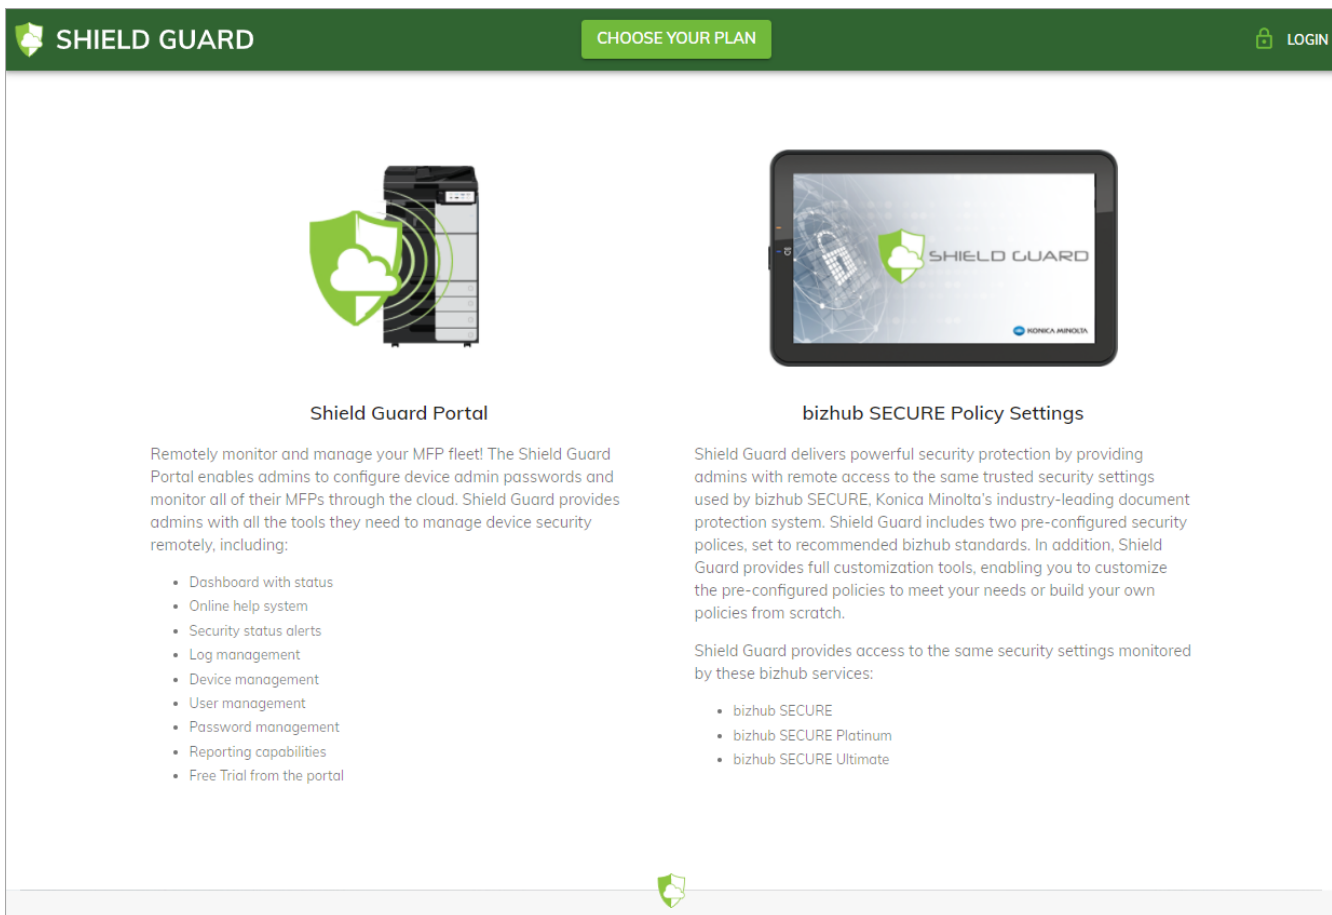 SHIELD GUARD
CHOOSE YOUR PLAN
LOGIN
SHIELD GUARD
KONICA MINOLTA
Shield Guard Portal
Remotely monitor and manage your MFP fleet! The Shield Guard
Portal enables admins to configure device admin passwords and
monitor all of their MFPs through the cloud. Shield Guard provides
admins with all the tools they need to manage device security
remotely, including:
• Dashboard with status
• Online help system
• Security status alerts
• Log management
• Device management
• User management
• Password management
• Reporting capabilities
• Free Trial from the portal
bizhub SECURE Policy Settings
Shield Guard delivers powerful security protection by providing
admins with remote access to the same trusted security settings
used by bizhub SECURE, Konica Minolta's industry-leading document
protection system. Shield Guard includes two pre-configured security
polices, set to recommended bizhub standards. In addition, Shield
Guard provides full customization tools, enabling you to customize
the pre-configured policies to meet your needs or build your own
policies from scratch.
Shield Guard provides access to the same security settings monitored
by these bizhub services:
• bizhub SECURE
• bizhub SECURE Platinum
• bizhub SECURE Ultimate